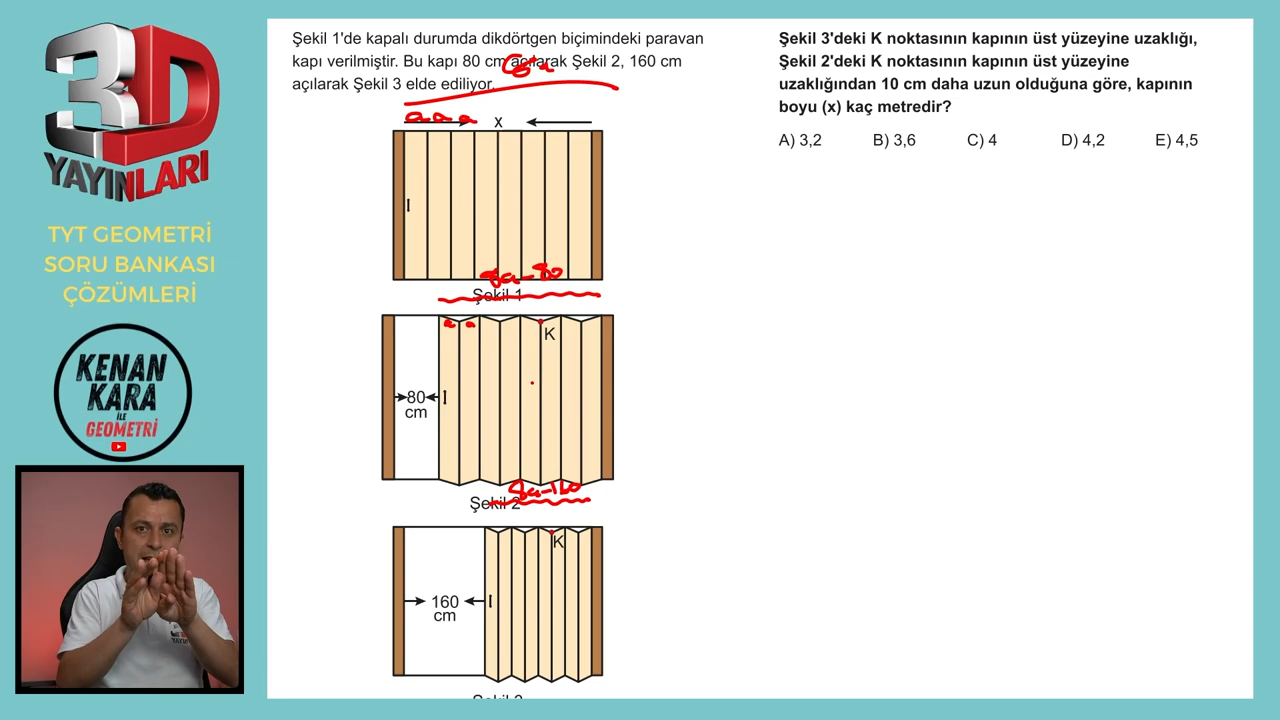 3D
YAYINLARI
TYT GEOMETRİ
SORU BANKASI
ÇÖZÜMLERİ
KENAN
KARA
İLE
GEOMETRİ
Şekil 1'de kapalı durumda dikdörtgen biçimindeki paravan
kapı verilmiştir. Bu kapı 80 cm açılarak Şekil 2, 160 cm
açılarak Şekil 3 elde ediliyor.
a a a
x
8a-80
Şekil 1
a a
K
80
cm
8a-160
Şekil 2
K
160
cm
Şekil 3'deki K noktasının kapının üst yüzeyine uzaklığı,
Şekil 2'deki K noktasının kapının üst yüzeyine
uzaklığından 10 cm daha uzun olduğuna göre, kapının
boyu (x) kaç metredir?
A) 3,2 B) 3,6 C) 4 D) 4,2 E) 4,5